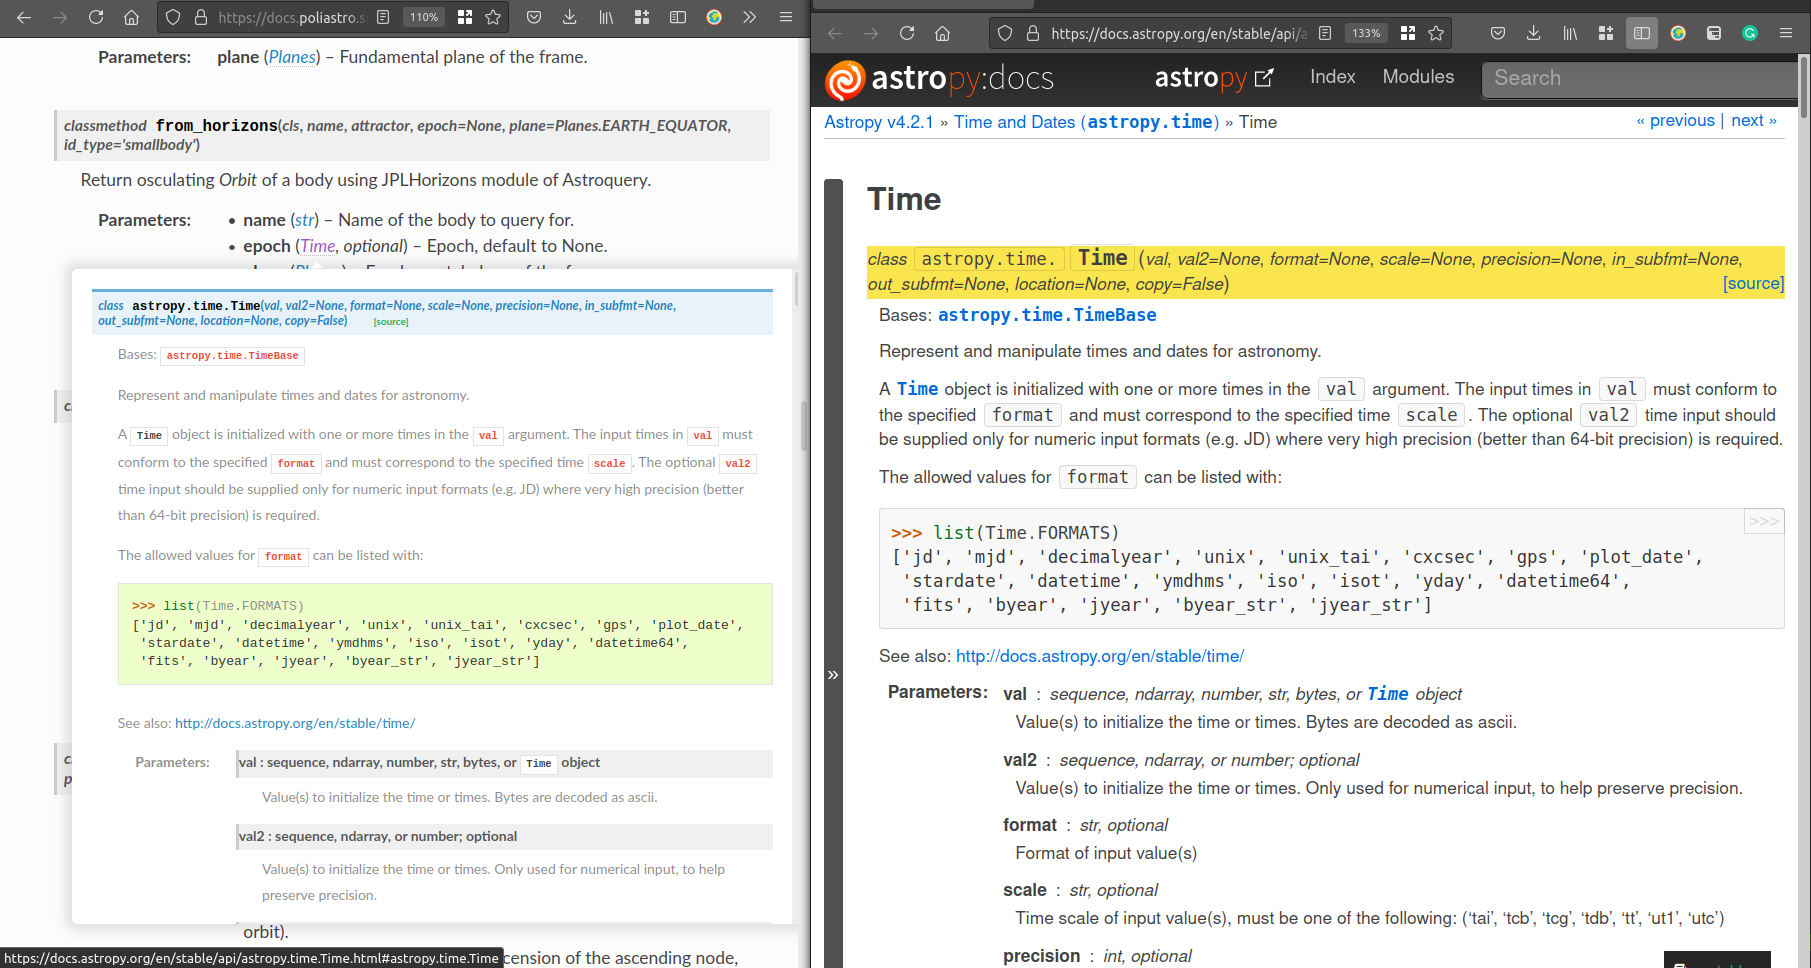 https://docs.poliastro.s
110%
Parameters: plane (Planes) – Fundamental plane of the frame.
classmethod from_horizons(cls, name, attractor, epoch=None, plane=Planes.EARTH_EQUATOR,
id_type='smallbody')
Return osculating Orbit of a body using JPLHorizons module of Astroquery.
Parameters: • name (str) – Name of the body to query for.
• epoch (Time, optional) – Epoch, default to None.
class astropy.time.Time(val, val2=None, format=None, scale=None, precision=None, in_subfmt=None,
out_subfmt=None, location=None, copy=False) [source]
Bases: astropy.time.TimeBase
Represent and manipulate times and dates for astronomy.
A Time object is initialized with one or more times in the val argument. The input times in val must
conform to the specified format and must correspond to the specified time scale. The optional val2
time input should be supplied only for numeric input formats (e.g. JD) where very high precision (better
than 64-bit precision) is required.
The allowed values for format can be listed with:
>>> list(Time.FORMATS)
['jd', 'mjd', 'decimalyear', 'unix', 'unix_tai', 'cxcsec', 'gps', 'plot_date',
'stardate', 'datetime', 'ymdhms', 'iso', 'isot', 'yday', 'datetime64',
'fits', 'byear', 'jyear', 'byear_str', 'jyear_str']
See also: http://docs.astropy.org/en/stable/time/
Parameters: val : sequence, ndarray, number, str, bytes, or Time object
Value(s) to initialize the time or times. Bytes are decoded as ascii.
val2 : sequence, ndarray, or number; optional
Value(s) to initialize the time or times. Only used for numerical input, to help
preserve precision.
orbit).
https://docs.astropy.org/en/stable/api/astropy.time.Time.html#astropy.time.Time
cension of the ascending node,
https://docs.astropy.org/en/stable/api/a
133%
astropy:docs
astropy
Index
Modules
Search
Astropy v4.2.1 » Time and Dates (astropy.time) » Time
« previous | next »
Time
class astropy.time. Time (val, val2=None, format=None, scale=None, precision=None, in_subfmt=None,
out_subfmt=None, location=None, copy=False) [source]
Bases: astropy.time.TimeBase
Represent and manipulate times and dates for astronomy.
A Time object is initialized with one or more times in the val argument. The input times in val must conform to
the specified format and must correspond to the specified time scale. The optional val2 time input should
be supplied only for numeric input formats (e.g. JD) where very high precision (better than 64-bit precision) is required.
The allowed values for format can be listed with:
>>>
>>> list(Time.FORMATS)
['jd', 'mjd', 'decimalyear', 'unix', 'unix_tai', 'cxcsec', 'gps', 'plot_date',
'stardate', 'datetime', 'ymdhms', 'iso', 'isot', 'yday', 'datetime64',
'fits', 'byear', 'jyear', 'byear_str', 'jyear_str']
See also: http://docs.astropy.org/en/stable/time/
»
Parameters: val : sequence, ndarray, number, str, bytes, or Time object
Value(s) to initialize the time or times. Bytes are decoded as ascii.
val2 : sequence, ndarray, or number; optional
Value(s) to initialize the time or times. Only used for numerical input, to help preserve precision.
format : str, optional
Format of input value(s)
scale : str, optional
Time scale of input value(s), must be one of the following: (‘tai’, ‘tcb’, ‘tcg’, ‘tdb’, ‘tt’, ‘ut1’, ‘utc’)
precision : int, optional